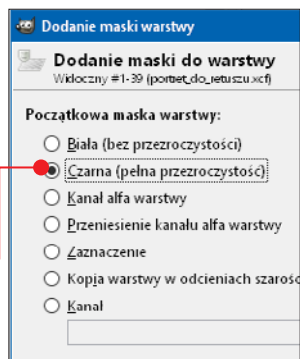 Dodanie maski warstwy
Dodanie maski do warstwy
Widoczny #1-39 (portret_do_retuszu.xcf)
Początkowa maska warstwy:
Biała (bez przezroczystości)
Czarna (pełna przezroczystość)
Kanał alfa warstwy
Przeniesienie kanału alfa warstwy
Zaznaczenie
Kopia warstwy w odcieniach szarośc
Kanał